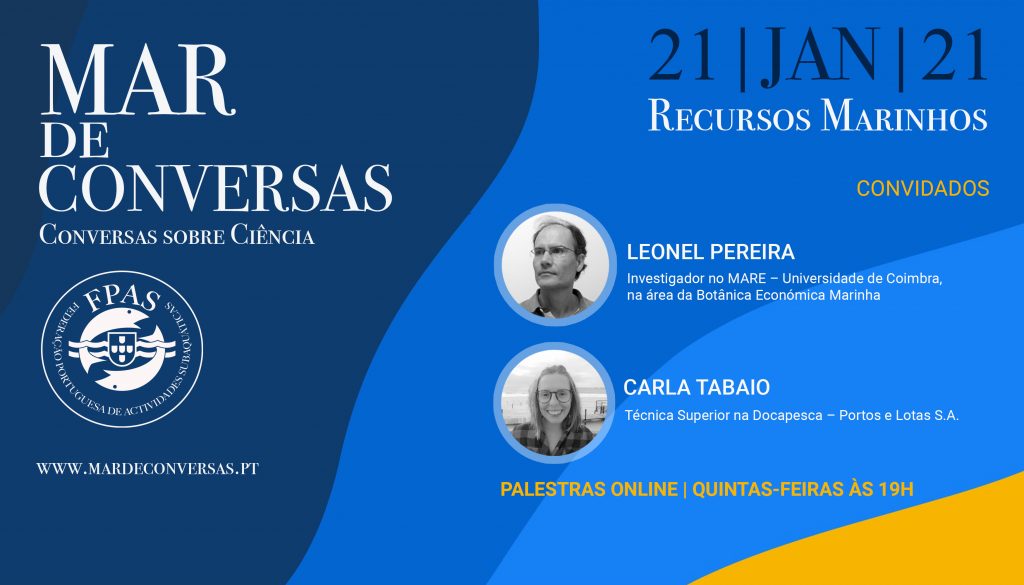 MAR
DE
CONVERSAS
Conversas sobre Ciência
FPAS
FEDERAÇÃO PORTUGUESA DE ACTIVIDADES SUBAQUÁTICAS
WWW.MARDECONVERSAS.PT
21 | JAN | 21
Recursos Marinhos
CONVIDADOS
LEONEL PEREIRA
Investigador no MARE – Universidade de Coimbra,
na área da Botânica Económica Marinha
CARLA TABAIO
Técnica Superior na Docapesca – Portos e Lotas S.A.
PALESTRAS ONLINE | QUINTAS-FEIRAS ÀS 19H